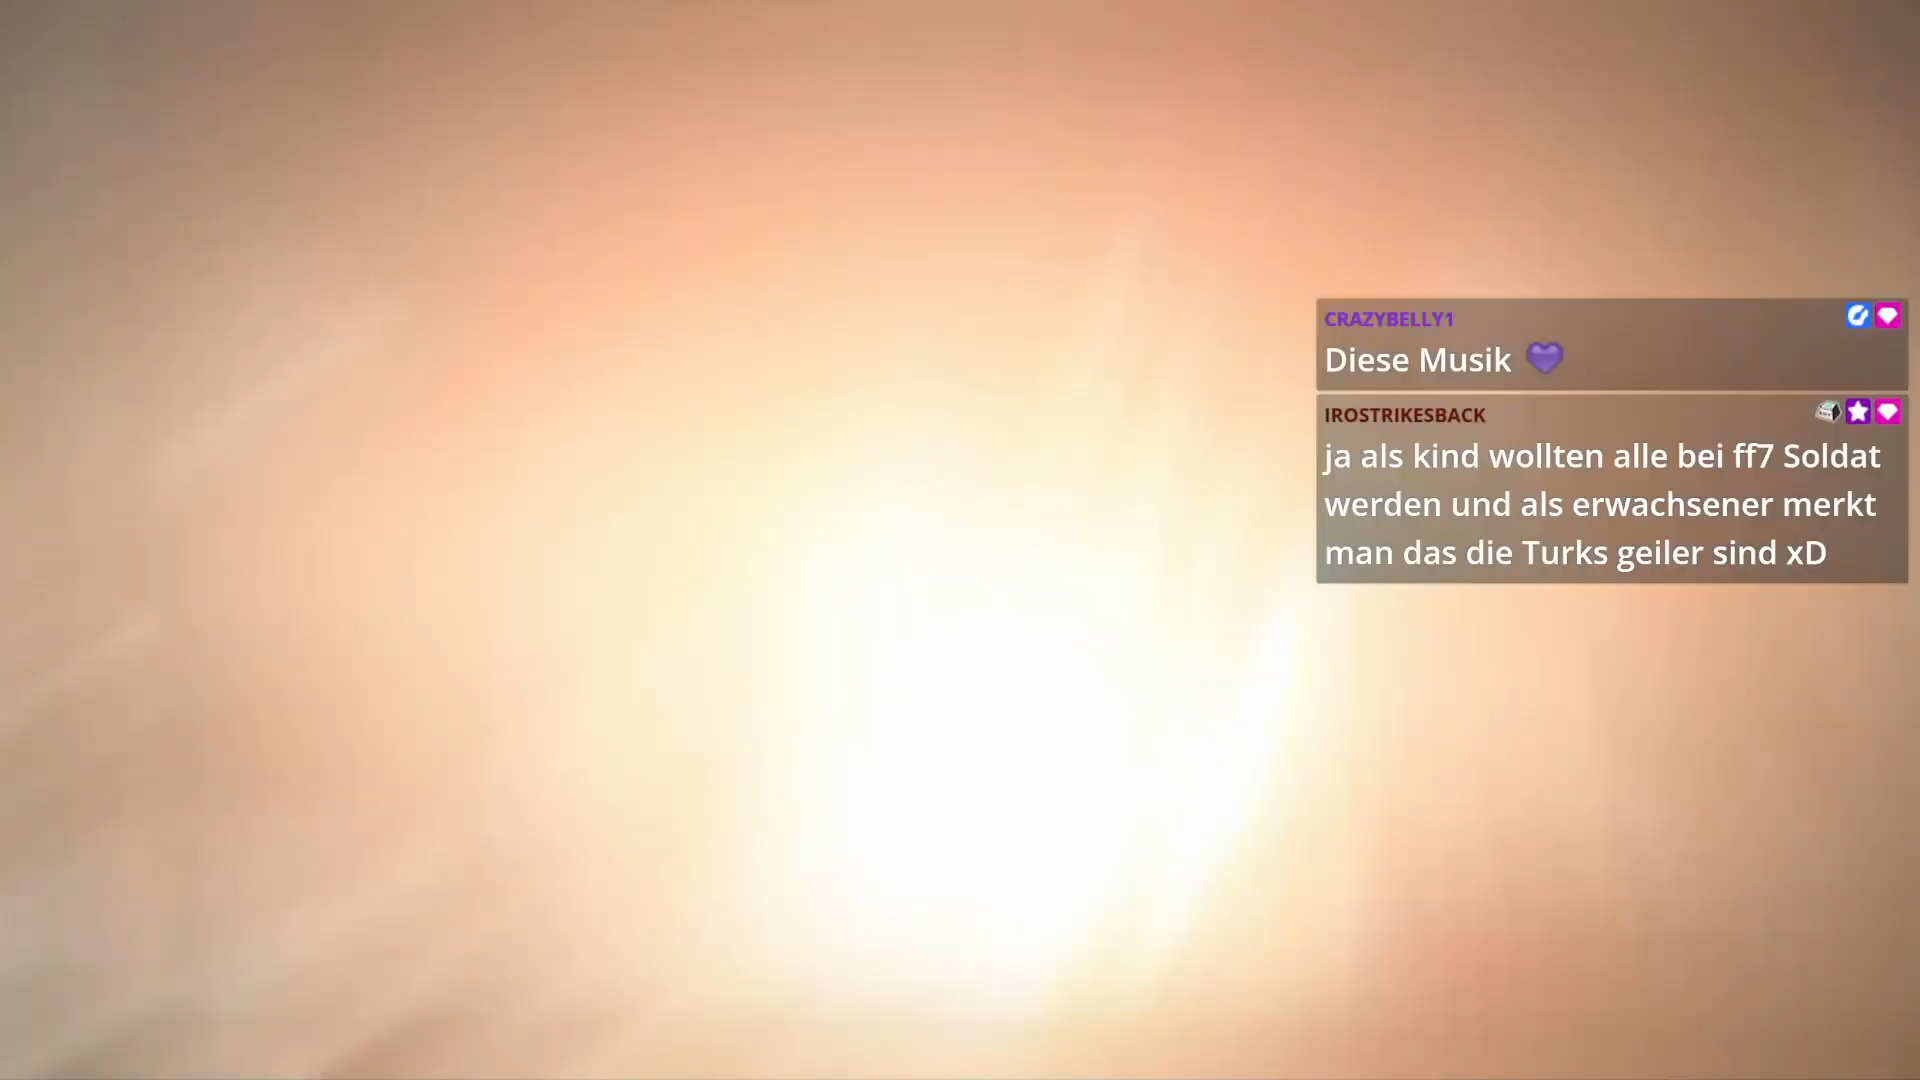 CRAZYBELLY1
Diese Musik 💜
IROSTRIKESBACK
ja als kind wollten alle bei ff7 Soldat
werden und als erwachsener merkt
man das die Turks geiler sind xD